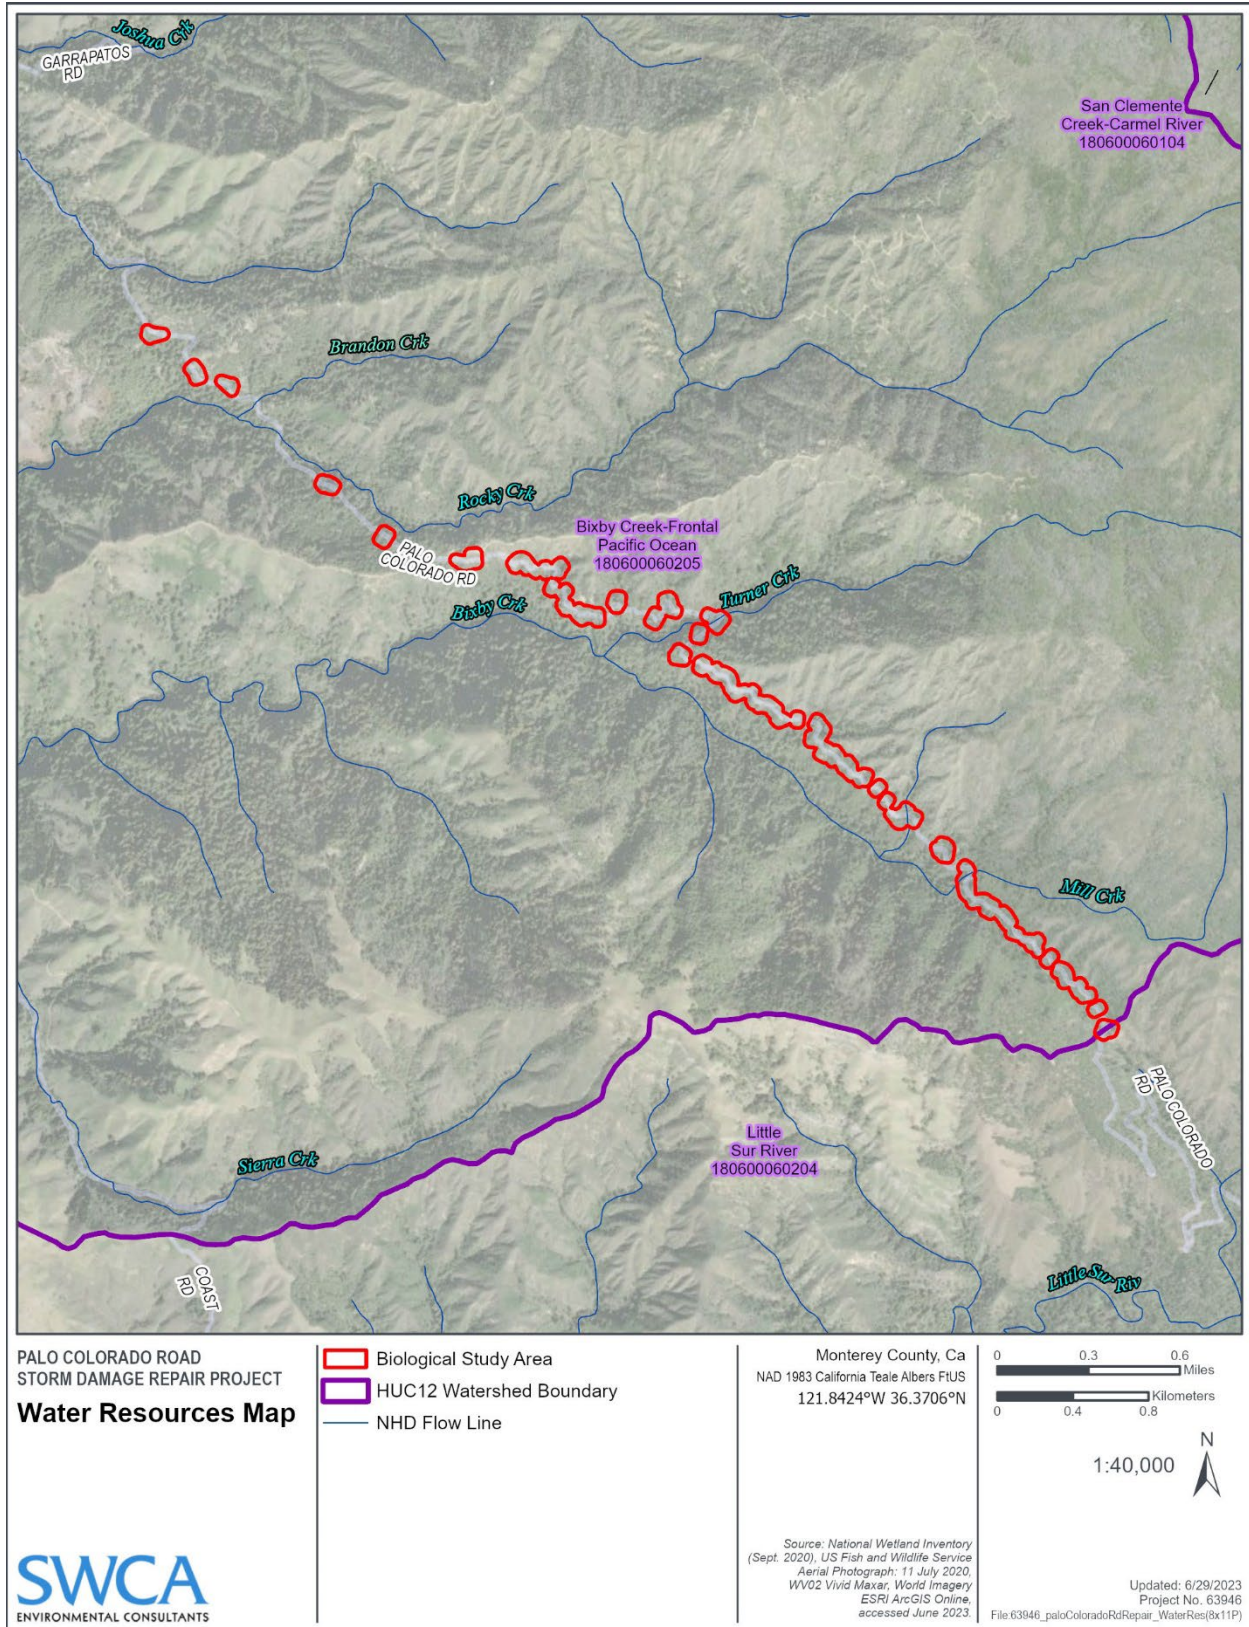 Joshua Crk
GARRAPATOS
RD
San Clemente
Creek-Carmel River
180600060104
Brandon Crk
Rocky Crk
PALO
COLORADO RD
Bixby Creek-Frontal
Pacific Ocean
180600060205
Turner Crk
Bixby Crk
Mill Crk
PALO COLORADO
RD
Little
Sur River
180600060204
Sierra Crk
COAST
RD
Little Sur Riv
PALO COLORADO ROAD
STORM DAMAGE REPAIR PROJECT
Water Resources Map
SWCA
ENVIRONMENTAL CONSULTANTS
Biological Study Area
HUC12 Watershed Boundary
NHD Flow Line
Monterey County, Ca
NAD 1983 California Teale Albers FtUS
121.8424°W 36.3706°N
Source: National Wetland Inventory
(Sept. 2020), US Fish and Wildlife Service
Aerial Photograph: 11 July 2020,
WV02 Vivid Maxar, World Imagery
ESRI ArcGIS Online,
accessed June 2023.
0 0.3 0.6
Miles
Kilometers
0 0.4 0.8
N
1:40,000
Updated: 6/29/2023
Project No. 63946
File:63946_paloColoradoRdRepair_WaterRes(8x11P)